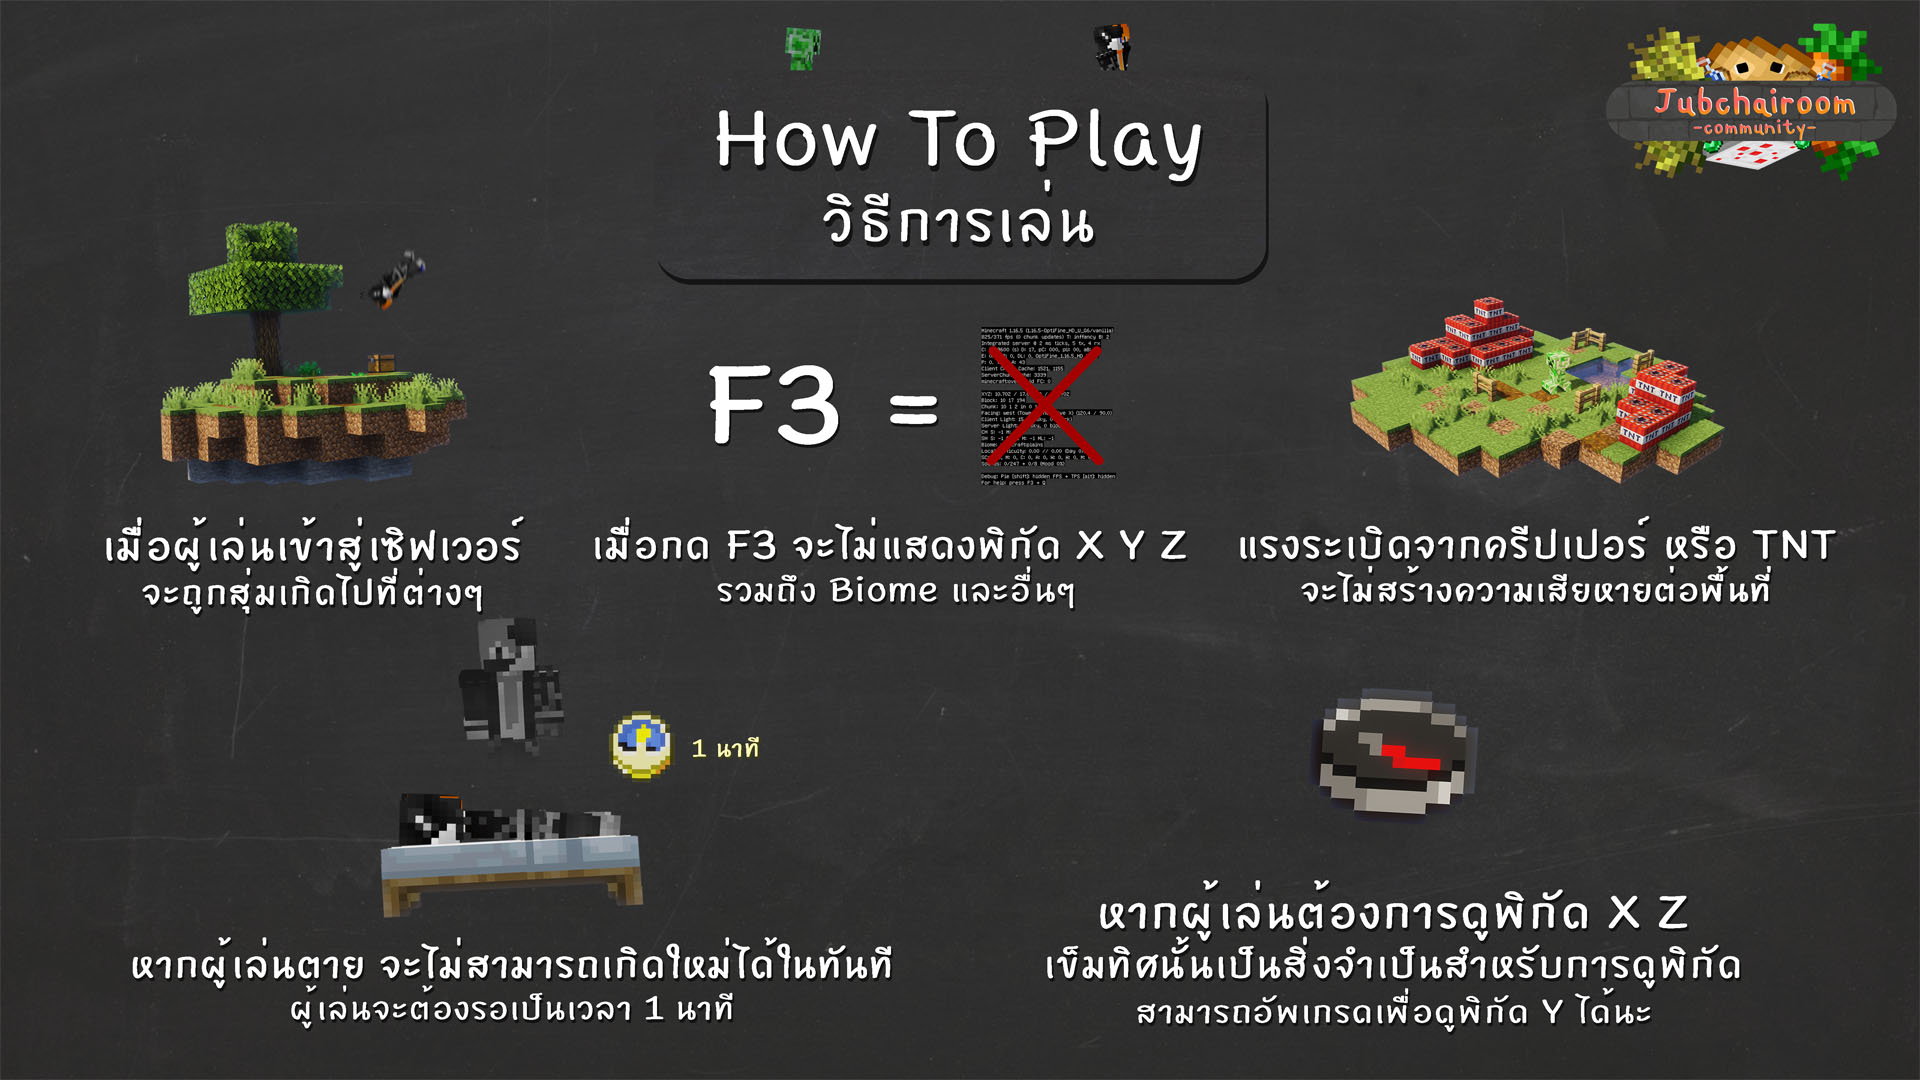 Jubchairoom
-community-
How To Play
วิธีการเล่น
F3 =
เมื่อผู้เล่นเข้าสู่เซิฟเวอร์
จะถูกสุ่มเกิดไปที่ต่างๆ
เมื่อกด F3 จะไม่แสดงพิกัด X Y Z
รวมถึง Biome และอื่นๆ
TNT TNT TNT
แรงระเบิดจากครีปเปอร์ หรือ TNT
จะไม่สร้างความเสียหายต่อพื้นที่
1 นาที
หากผู้เล่นตาย จะไม่สามารถเกิดใหม่ได้ในทันที
ผู้เล่นจะต้องรอเป็นเวลา 1 นาที
หากผู้เล่นต้องการดูพิกัด X Z
เข็มทิศนั้นเป็นสิ่งจำเป็นสำหรับการดูพิกัด
สามารถอัพเกรดเพื่อดูพิกัด Y ได้นะ